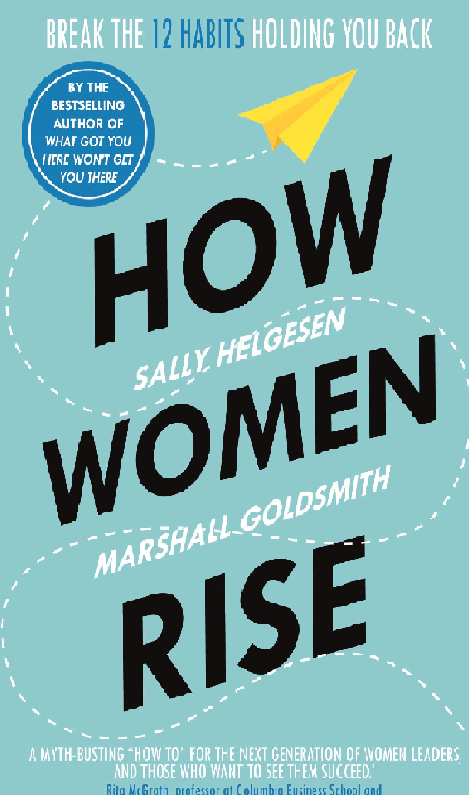 BREAK THE 12 HABITS HOLDING YOU BACK
BY THE
BESTSELLING
AUTHOR OF
WHAT GOT YOU
HERE WON'T GET
YOU THERE
HOW
SALLY HELGESEN
WOMEN
MARSHALL GOLDSMITH
RISE
A MYTH-BUSTING "HOW TO" FOR THE NEXT GENERATION OF WOMEN LEADERS,
AND THOSE WHO WANT TO SEE THEM SUCCEED.'
Rita McGrath, professor at Columbia Business School and